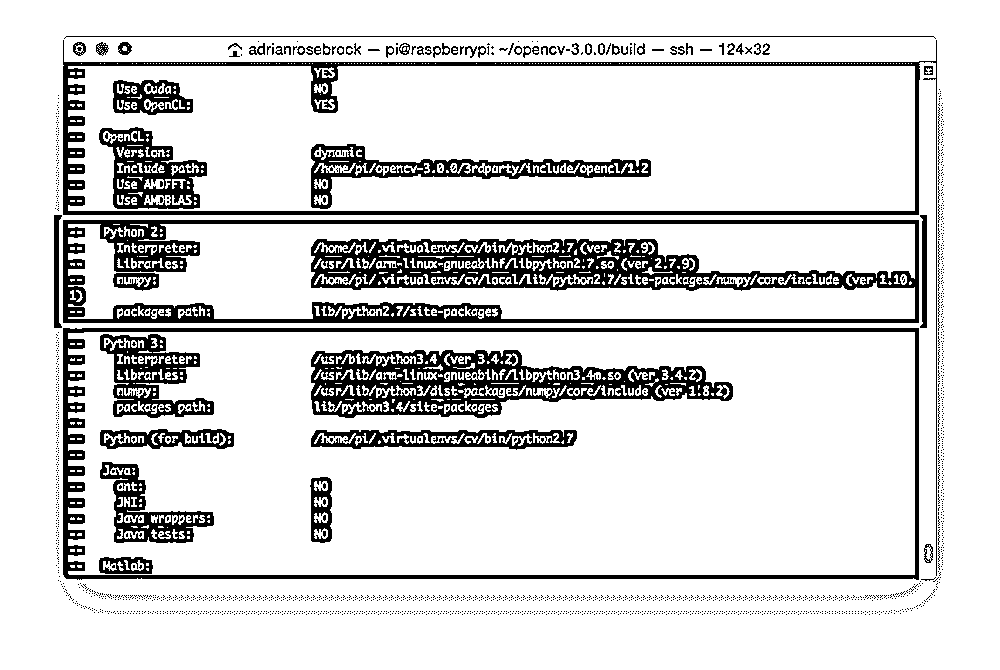 adrianrosebrock — pi@raspberrypi: ~/opencv-3.0.0/build — ssh — 124×32
-- YES
-- Use Cuda: NO
-- Use OpenCL: YES
--
-- OpenCL:
-- Version: dynamic
-- Include path: /home/pi/opencv-3.0.0/3rdparty/include/opencl/1.2
-- Use AMDFFT: NO
-- Use AMDBLAS: NO
-- Python 2:
-- Interpreter: /home/pi/.virtualenvs/cv/bin/python2.7 (ver 2.7.9)
-- Libraries: /usr/lib/arm-linux-gnueabihf/libpython2.7.so (ver 2.7.9)
-- numpy: /home/pi/.virtualenvs/cv/local/lib/python2.7/site-packages/numpy/core/include (ver 1.10.
1)
-- packages path: lib/python2.7/site-packages
-- Python 3:
-- Interpreter: /usr/bin/python3.4 (ver 3.4.2)
-- Libraries: /usr/lib/arm-linux-gnueabihf/libpython3.4m.so (ver 3.4.2)
-- numpy: /usr/lib/python3/dist-packages/numpy/core/include (ver 1.8.2)
-- packages path: lib/python3.4/site-packages
--
-- Python (for build): /home/pi/.virtualenvs/cv/bin/python2.7
--
-- Java:
-- ant: NO
-- JNI: NO
-- Java wrappers: NO
-- Java tests: NO
--
-- Matlab: